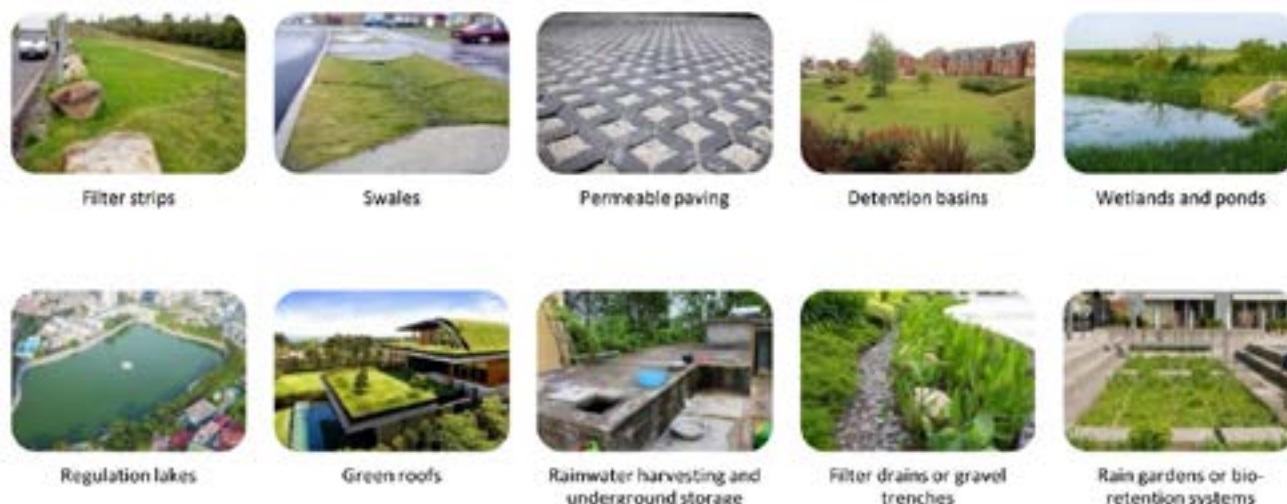 Filter strips
Swales
Permeable paving
Detention basins
Wetlands and ponds
Regulation lakes
Green roofs
Rainwater harvesting and
underground storage
Filter drains or gravel
trenches
Rain gardens or bio-
retention systems